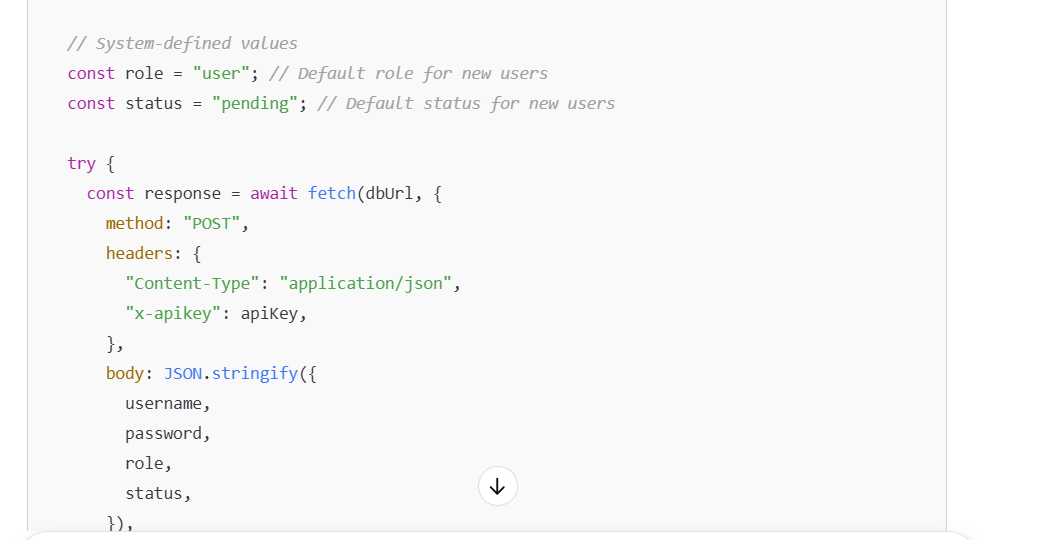 // System-defined values
const role = "user"; // Default role for new users
const status = "pending"; // Default status for new users
try {
const response = await fetch(dbUrl, {
method: "POST",
headers: {
"Content-Type": "application/json",
"x-apikey": apiKey,
},
body: JSON.stringify({
username,
password,
role,
status,
}),